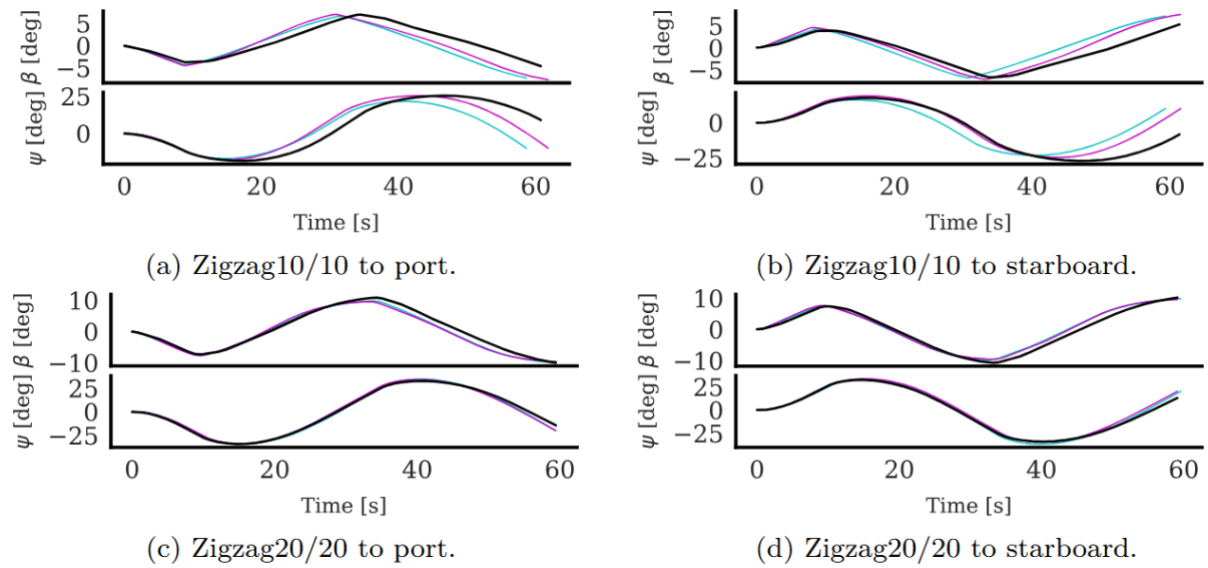 β [deg]
5
0
−5
ψ [deg]
25
0
0 20 40 60
Time [s]
(a) Zigzag10/10 to port.
β [deg]
5
0
−5
ψ [deg]
0
−25
0 20 40 60
Time [s]
(b) Zigzag10/10 to starboard.
β [deg]
10
0
−10
ψ [deg]
25
0
−25
0 20 40 60
Time [s]
(c) Zigzag20/20 to port.
β [deg]
10
0
−10
ψ [deg]
25
0
−25
0 20 40 60
Time [s]
(d) Zigzag20/20 to starboard.